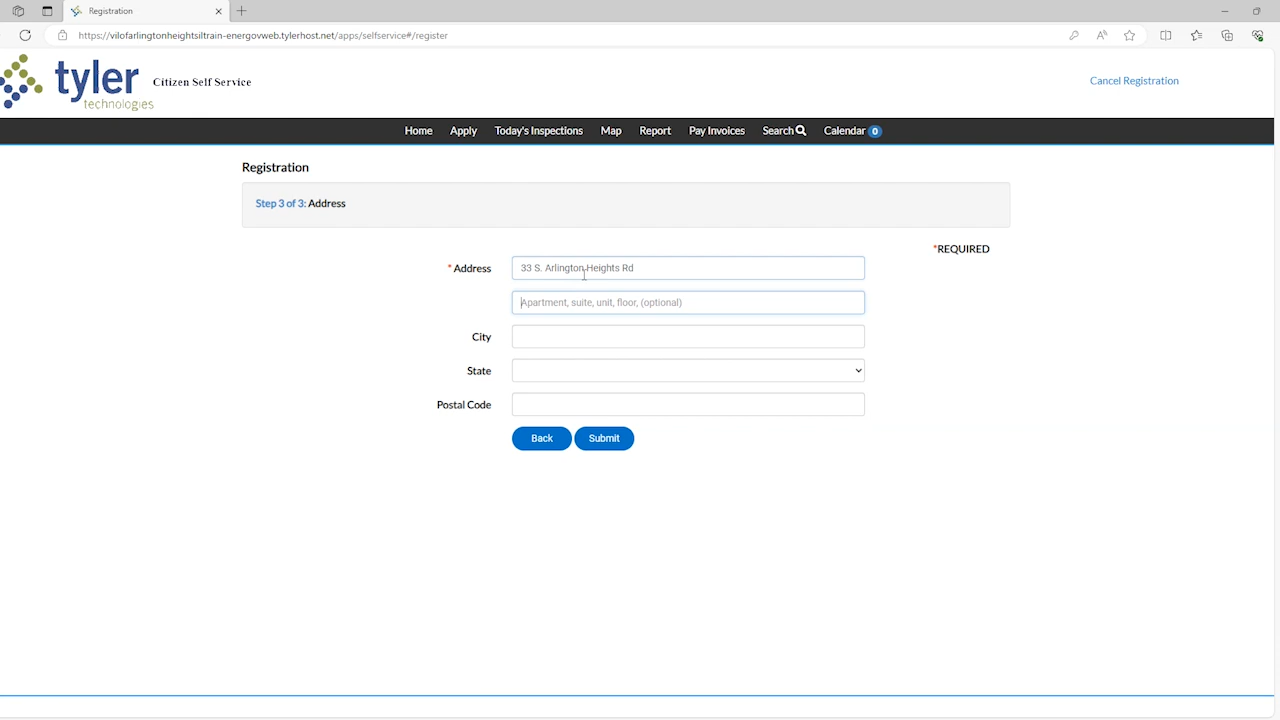 Registration
https://vilofarlingtonheightsiltrain-energovweb.tylerhost.net/apps/selfservice#/register
tyler technologies
Citizen Self Service
Cancel Registration
Home Apply Today's Inspections Map Report Pay Invoices Search Calendar 0
Registration
Step 3 of 3: Address
*REQUIRED
* Address 33 S. Arlington Heights Rd
Apartment, suite, unit, floor, (optional)
City
State
Postal Code
Back Submit